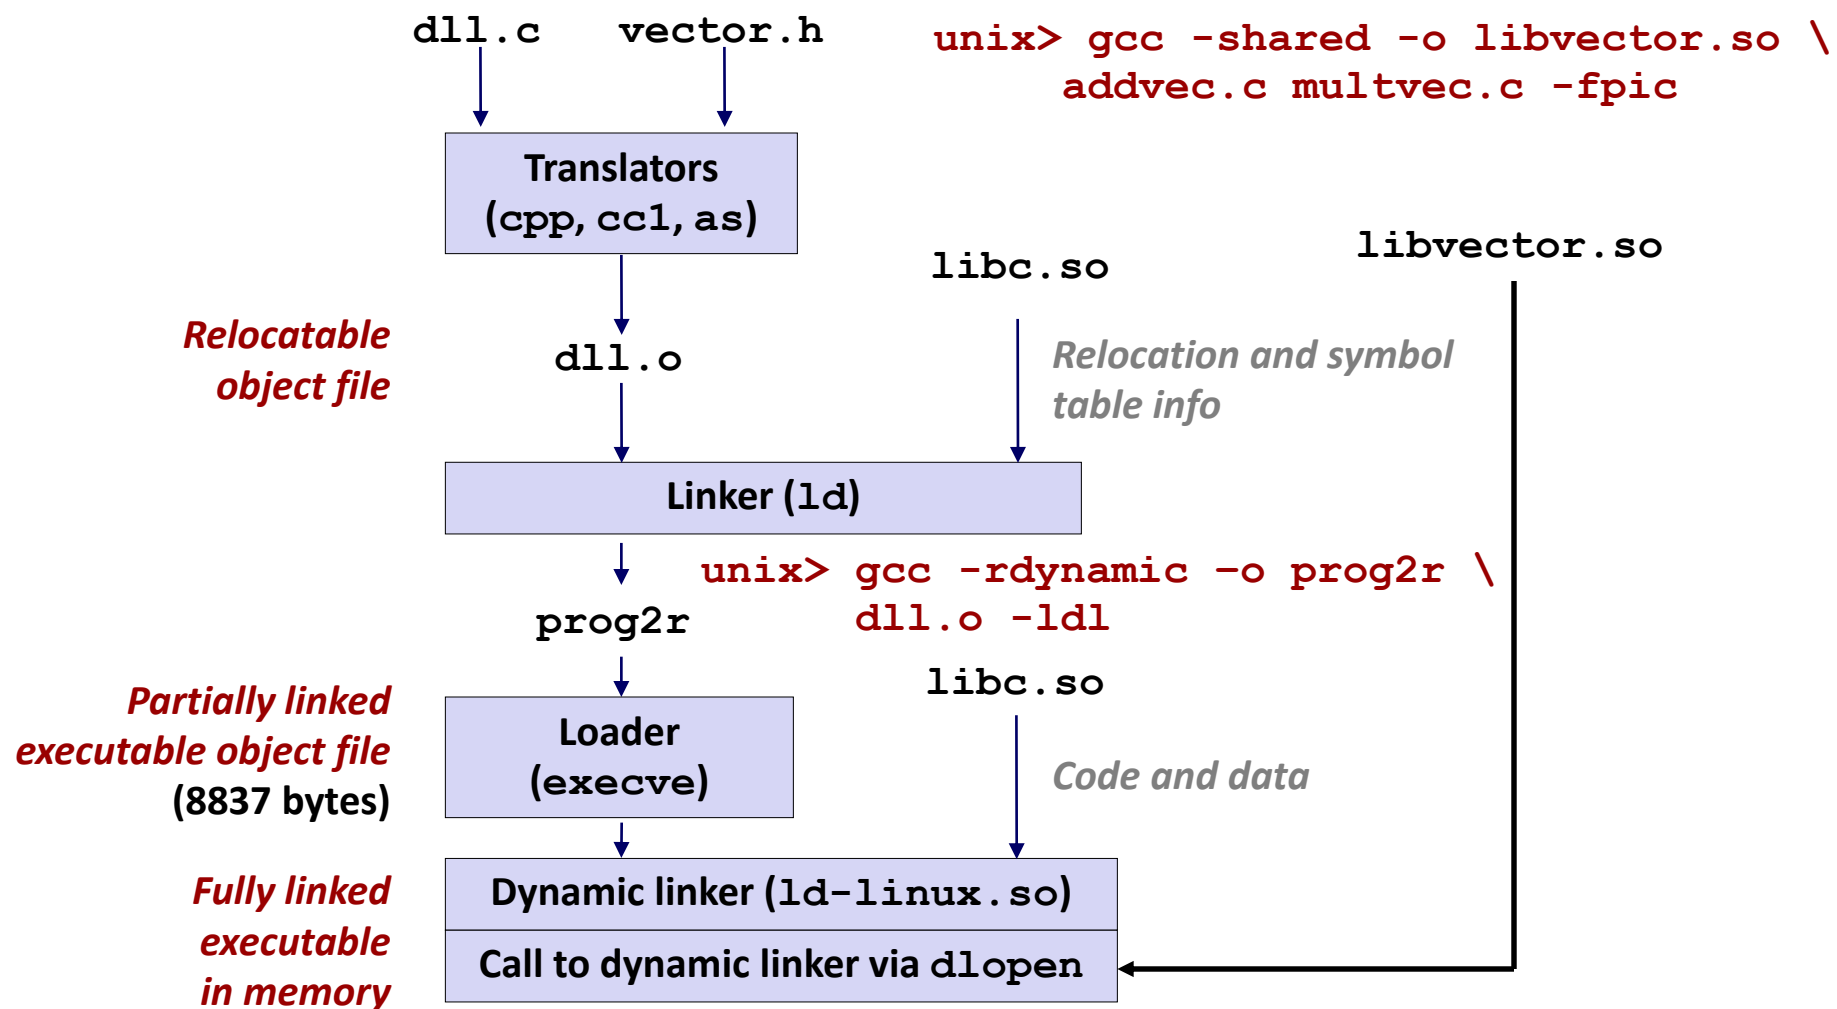 dll.c vector.h
unix> gcc -shared -o libvector.so \
addvec.c multvec.c -fpic
Translators
(cpp, cc1, as)
libc.so
libvector.so
Relocatable
object file
dll.o
Relocation and symbol
table info
Linker (ld)
unix> gcc -rdynamic –o prog2r \
dll.o -ldl
prog2r
libc.so
Partially linked
executable object file
(8837 bytes)
Loader
(execve)
Code and data
Fully linked
executable
in memory
Dynamic linker (ld-linux.so)
Call to dynamic linker via dlopen